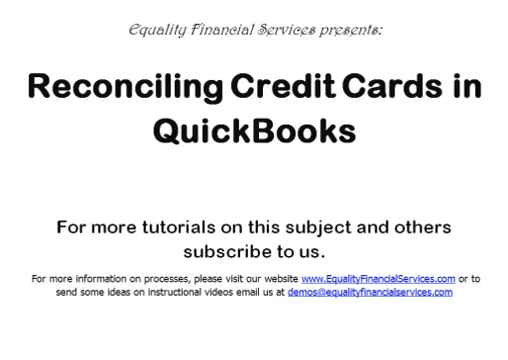 Equality Financial Services presents:
Reconciling Credit Cards in
QuickBooks
For more tutorials on this subject and others
subscribe to us.
For more information on processes, please visit our website www.EqualityFinancialServices.com or to
send some ideas on instructional videos email us at demos@equalityfinancialservices.com